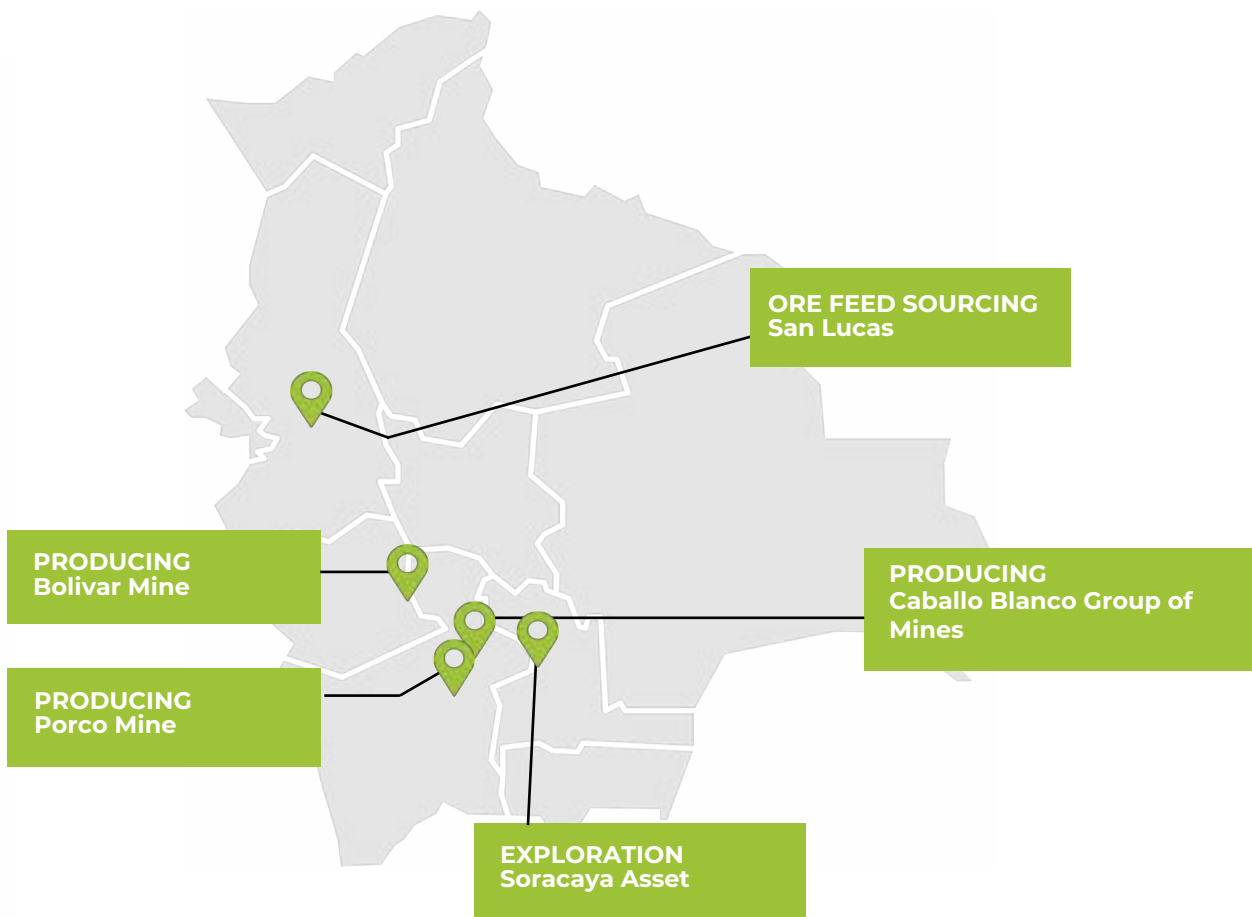 ORE FEED SOURCING
San Lucas
PRODUCING
Bolivar Mine
PRODUCING
Caballo Blanco Group of
Mines
PRODUCING
Porco Mine
EXPLORATION
Soracaya Asset